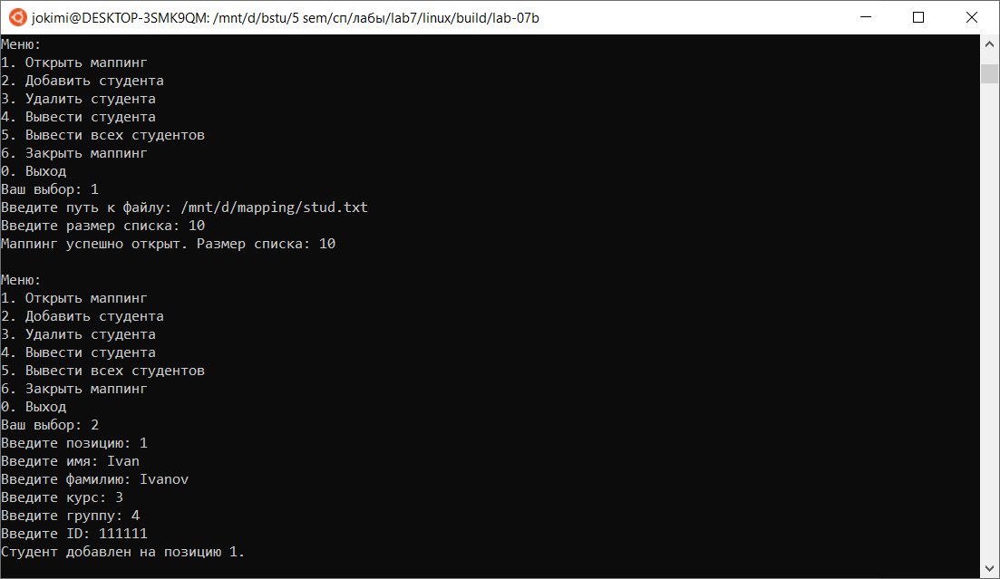 jokimi@DESKTOP-3SMK9QM: /mnt/d/bstu/5 sem/сп/лабы/lab7/linux/build/lab-07b
Меню:
1. Открыть маппинг
2. Добавить студента
3. Удалить студента
4. Вывести студента
5. Вывести всех студентов
6. Закрыть маппинг
0. Выход
Ваш выбор: 1
Введите путь к файлу: /mnt/d/mapping/stud.txt
Введите размер списка: 10
Маппинг успешно открыт. Размер списка: 10
Меню:
1. Открыть маппинг
2. Добавить студента
3. Удалить студента
4. Вывести студента
5. Вывести всех студентов
6. Закрыть маппинг
0. Выход
Ваш выбор: 2
Введите позицию: 1
Введите имя: Ivan
Введите фамилию: Ivanov
Введите курс: 3
Введите группу: 4
Введите ID: 111111
Студент добавлен на позицию 1.